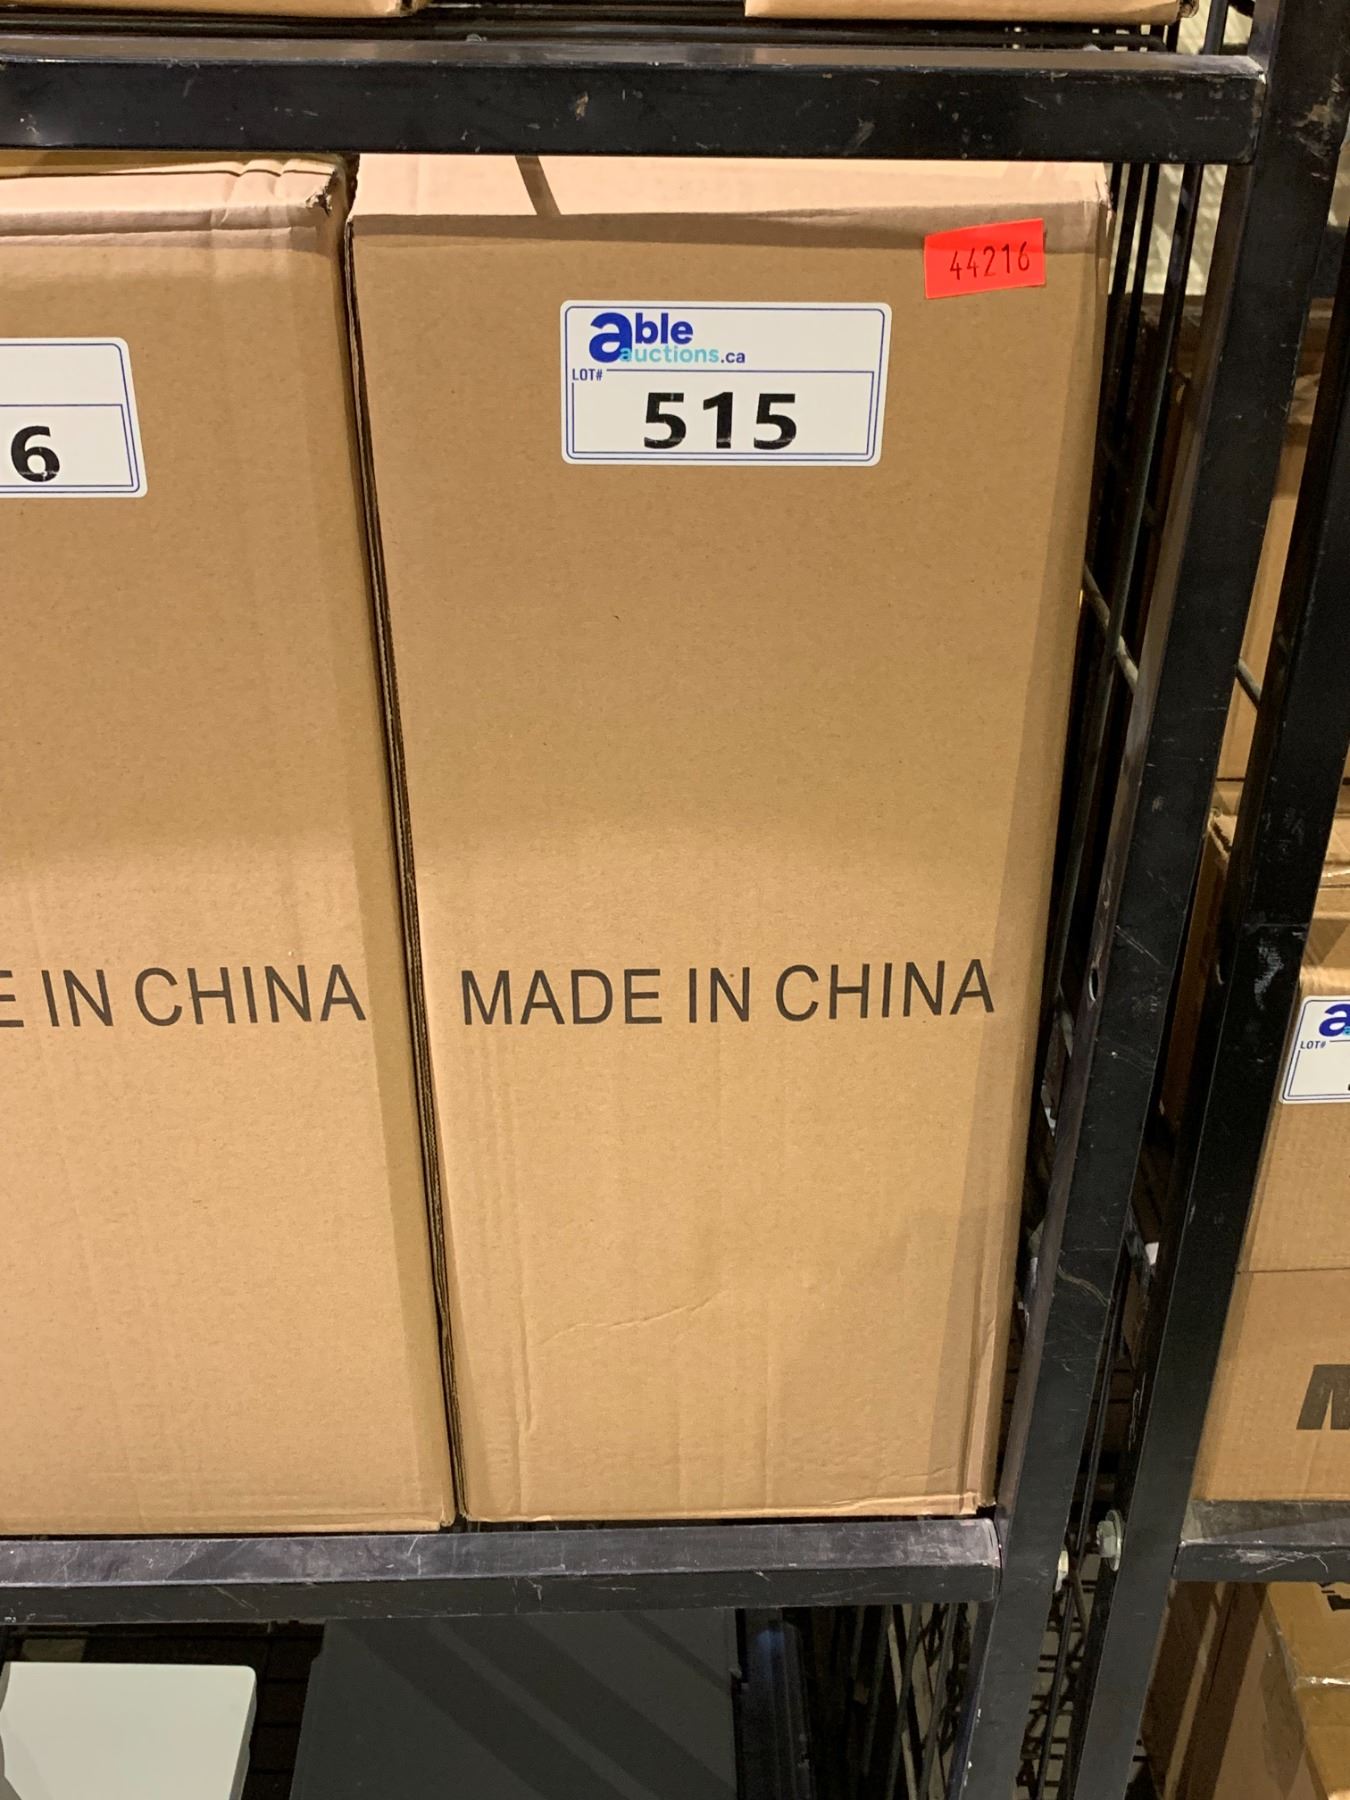 44216
able
auctions.ca
LOT#
515
6
E IN CHINA
MADE IN CHINA
a
LOT#